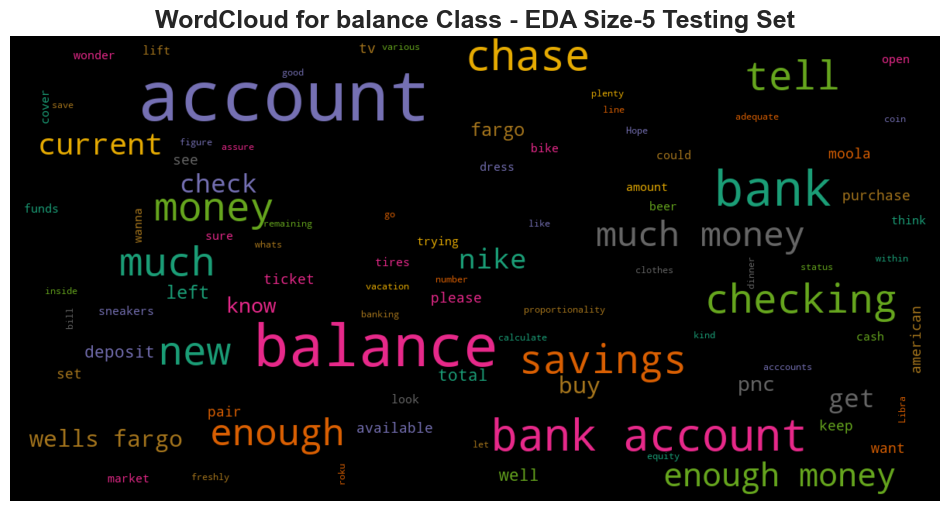 WordCloud for balance Class - EDA Size-5 Testing Set
wonder lift tv various chase tell open
good account
save cover plenty line adequate coin
current figure assure fargo Hope
see bike could moola
check dress amount bank purchase
funds wanna money remaining go like beer think
sure whats trying much money
much tires nike clothes dinner status within
left ticket number
inside vacation please checking
know
bill sneakers banking proportionality american
deposit new balance calculate kind cash
savings acccounts
set total buy pnc
look get Libra
pair available keep
wells fargo enough let bank account want
equity
market freshly roku well enough money